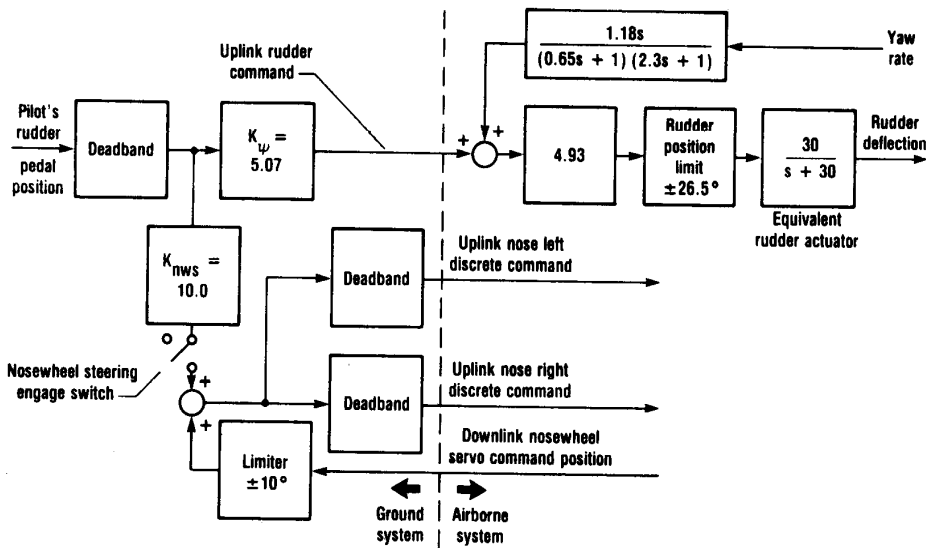 Uplink rudder
command
1.18s
(0.65s + 1) (2.3s + 1)
Yaw
rate
Pilot's
rudder
pedal
position
Deadband
K_ψ =
5.07
+
+
4.93
Rudder
position
limit
±26.5°
30
s + 30
Rudder
deflection
Equivalent
rudder actuator
K_nws =
10.0
Deadband
Uplink nose left
discrete command
Nosewheel steering
engage switch
+
+
Deadband
Uplink nose right
discrete command
Limiter
±10°
Downlink nosewheel
servo command position
Ground
system
Airborne
system